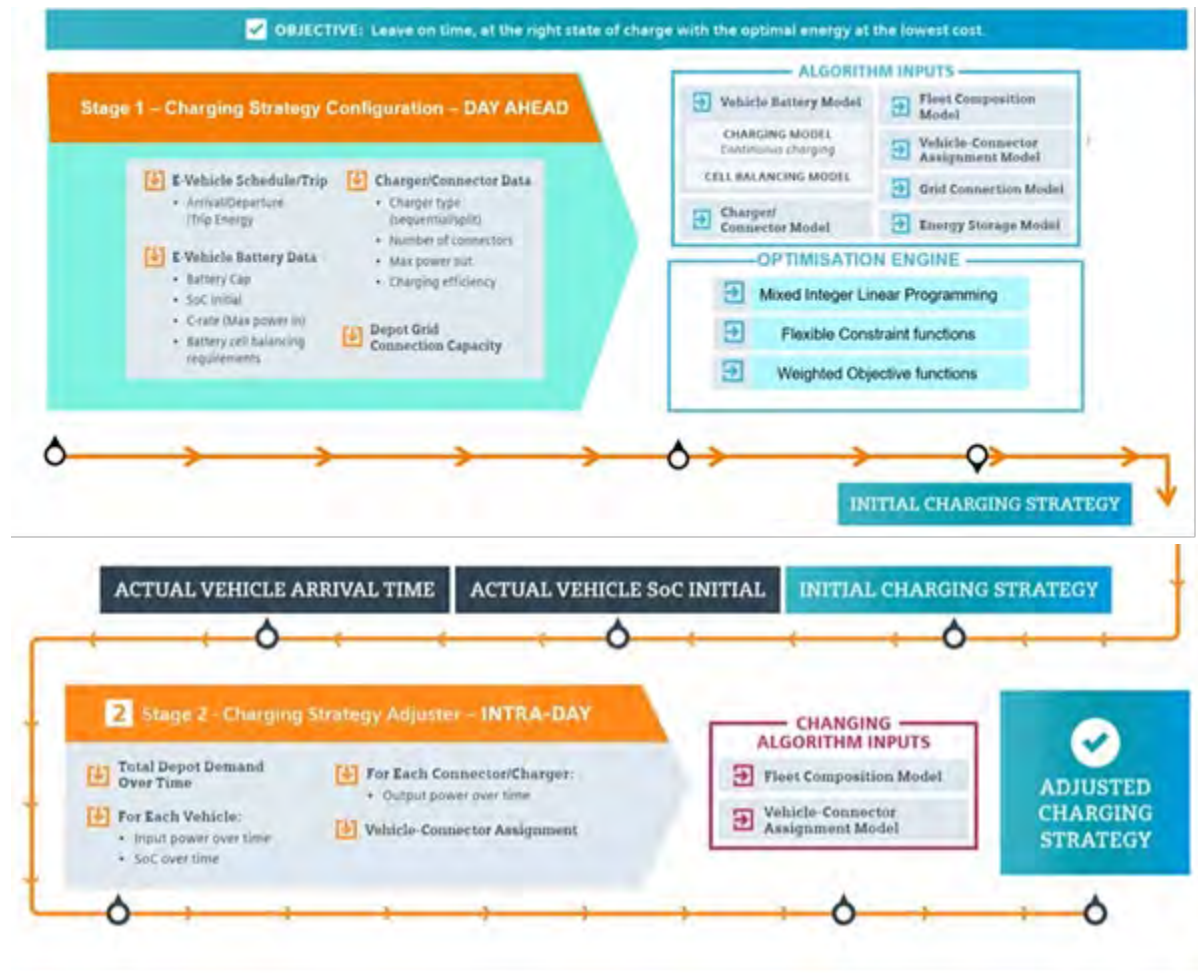 OBJECTIVE: Leave on time, at the right state of charge with the optimal energy at the lowest cost.
Stage 1 – Charging Strategy Configuration – DAY AHEAD
E-Vehicle Schedule/Trip
• Arrival/Departure
/Trip Energy
E-Vehicle Battery Data
• Battery Cap
• SoC Initial
• C-rate (Max power in)
• Battery cell balancing
requirements
Charger/Connector Data
• Charger type
(sequential/split)
• Number of connectors
• Max power out
• Charging efficiency
Depot Grid
Connection Capacity
ALGORITHM INPUTS
Vehicle Battery Model
CHARGING MODEL
Continuous charging
CELL BALANCING MODEL
Charger/
Connector Model
Fleet Composition
Model
Vehicle-Connector
Assignment Model
Grid Connection Model
Energy Storage Model
OPTIMISATION ENGINE
Mixed Integer Linear Programming
Flexible Constraint functions
Weighted Objective functions
INITIAL CHARGING STRATEGY
ACTUAL VEHICLE ARRIVAL TIME
ACTUAL VEHICLE SoC INITIAL
INITIAL CHARGING STRATEGY
2 Stage 2 - Charging Strategy Adjuster – INTRA-DAY
Total Depot Demand
Over Time
For Each Vehicle:
• Input power over time
• SoC over time
For Each Connector/Charger:
• Output power over time
Vehicle-Connector Assignment
CHANGING
ALGORITHM INPUTS
Fleet Composition Model
Vehicle-Connector
Assignment Model
ADJUSTED
CHARGING
STRATEGY